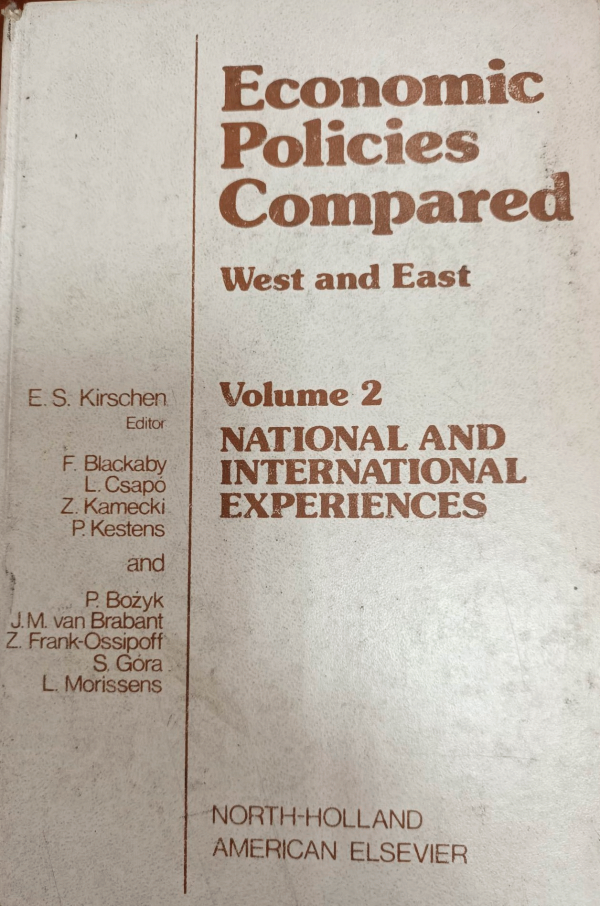 Economic
Policies
Compared
West and East
Volume 2
NATIONAL AND
INTERNATIONAL
EXPERIENCES
E. S. Kirschen
Editor
F. Blackaby
L. Csapó
Z. Kamecki
P. Kestens
and
P. Bożyk
J.M. van Brabant
Z. Frank-Ossipoff
S. Góra
L. Morissens
NORTH-HOLLAND
AMERICAN ELSEVIER